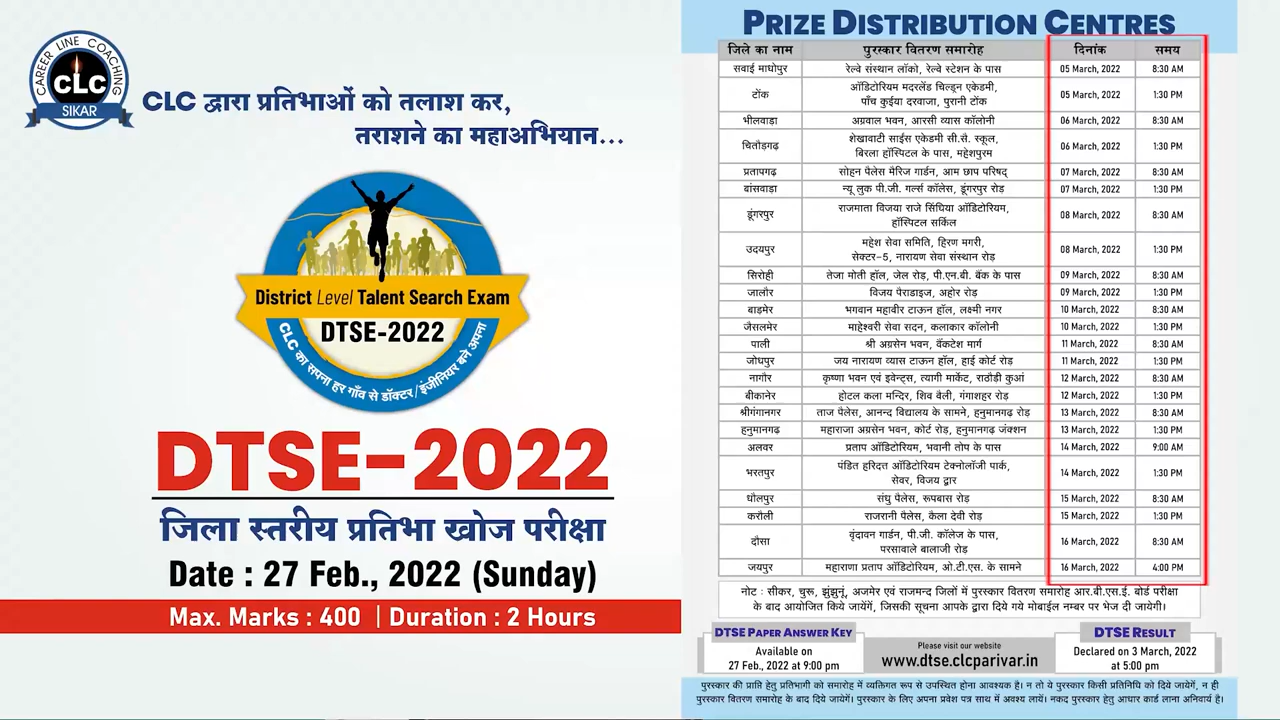 CAREER LINE COACHING
CLC
SIKAR
CLC द्वारा प्रतिभाओं को तलाश कर,
तराशने का महाअभियान...
District Level Talent Search Exam
DTSE-2022
CLC का सपना हर गाँव से डॉक्टर/इंजीनियर बने अपना
DTSE-2022
जिला स्तरीय प्रतिभा खोज परीक्षा
Date : 27 Feb., 2022 (Sunday)
Max. Marks : 400 | Duration : 2 Hours
PRIZE DISTRIBUTION CENTRES
जिले का नाम पुरस्कार वितरण समारोह दिनांक समय
सवाई माधोपुर रेल्वे संस्थान लॉको, रेल्वे स्टेशन के पास 05 March, 2022 8:30 AM
टोंक ऑडिटोरियम मदरलेंड चिल्ड्रन एकेडमी, 05 March, 2022 1:30 PM
पाँच कुईया दरवाजा, पुरानी टोंक
भीलवाड़ा अग्रवाल भवन, आरसी व्यास कॉलोनी 06 March, 2022 8:30 AM
चितौड़गढ़ शेखावाटी साईंस एकेडमी सी.सै. स्कूल, 06 March, 2022 1:30 PM
बिरला हॉस्पिटल के पास, महेशपुरम
प्रतापगढ़ सोहन पैलेस मैरिज गार्डन, आम छाप परिषद् 07 March, 2022 8:30 AM
बांसवाड़ा न्यू लुक पी.जी. गर्ल्स कॉलेस, डूंगरपुर रोड़ 07 March, 2022 1:30 PM
डूंगरपुर राजमाता विजया राजे सिंधिया ऑडिटोरियम, 08 March, 2022 8:30 AM
हॉस्पिटल सर्किल
उदयपुर महेश सेवा समिति, हिरण मगरी, 08 March, 2022 1:30 PM
सेक्टर-5, नारायण सेवा संस्थान रोड़
सिरोही तेजा मोती हॉल, जेल रोड़, पी.एन.बी. बैंक के पास 09 March, 2022 8:30 AM
जालौर विजय पैराडाइज, अहोर रोड़ 09 March, 2022 1:30 PM
बाड़मेर भगवान महावीर टाऊन हॉल, लक्ष्मी नगर 10 March, 2022 8:30 AM
जैसलमेर माहेश्वरी सेवा सदन, कलाकार कॉलोनी 10 March, 2022 1:30 PM
पाली श्री अग्रसेन भवन, वैंकटेश मार्ग 11 March, 2022 8:30 AM
जोधपुर जय नारायण व्यास टाऊन हॉल, हाई कोर्ट रोड़ 11 March, 2022 1:30 PM
नागौर कृष्णा भवन एवं इवेन्ट्स, त्यागी मार्केट, राठौड़ी कुआं 12 March, 2022 8:30 AM
बीकानेर होटल कला मन्दिर, शिव वैली, गंगाशहर रोड़ 12 March, 2022 1:30 PM
श्रीगंगानगर ताज पैलेस, आनन्द विद्यालय के सामने, हनुमानगढ़ रोड़ 13 March, 2022 8:30 AM
हनुमानगढ़ महाराजा अग्रसेन भवन, कोर्ट रोड़, हनुमानगढ़ जंक्शन 13 March, 2022 1:30 PM
अलवर प्रताप ऑडिटोरियम, भवानी तोप के पास 14 March, 2022 9:00 AM
भरतपुर पंडित हरिदत्त ऑडिटोरियम टेक्नोलॉजी पार्क, 14 March, 2022 1:30 PM
सेवर, विजय द्वार
धौलपुर संधु पैलेस, रूपबास रोड़ 15 March, 2022 8:30 AM
करौली राजरानी पैलेस, कैला देवी रोड़ 15 March, 2022 1:30 PM
दौसा वृंदावन गार्डन, पी.जी. कॉलेज के पास, 16 March, 2022 8:30 AM
परसावाले बालाजी रोड़
जयपुर महाराणा प्रताप ऑडिटोरियम, ओ.टी.एस. के सामने 16 March, 2022 4:00 PM
नोट : सीकर, चुरू, झुंझुनूं, अजमेर एवं राजमन्द जिलों में पुरस्कार वितरण समारोह आर.बी.एस.ई. बोर्ड परीक्षा
के बाद आयोजित किये जायेंगें, जिसकी सूचना आपके द्वारा दिये गये मोबाईल नम्बर पर भेज दी जायेगी।
DTSE PAPER ANSWER KEY
Available on
27 Feb., 2022 at 9:00 pm
Please visit our website
www.dtse.clcparivar.in
DTSE RESULT
Declared on 3 March, 2022
at 5:00 pm
पुरस्कार की प्राप्ति हेतु प्रतिभागी को समारोह में व्यक्तिगत रूप से उपस्थित होना आवश्यक है। न तो ये पुरस्कार किसी प्रतिनिधि को दिये जायेगें, न ही
पुरस्कार वितरण समारोह के बाद दिये जायेगें। पुरस्कार के लिए अपना प्रवेश पत्र साथ में अवश्य लायें। नकद पुरस्कार हेतु आधार कार्ड लाना अनिवार्य है।